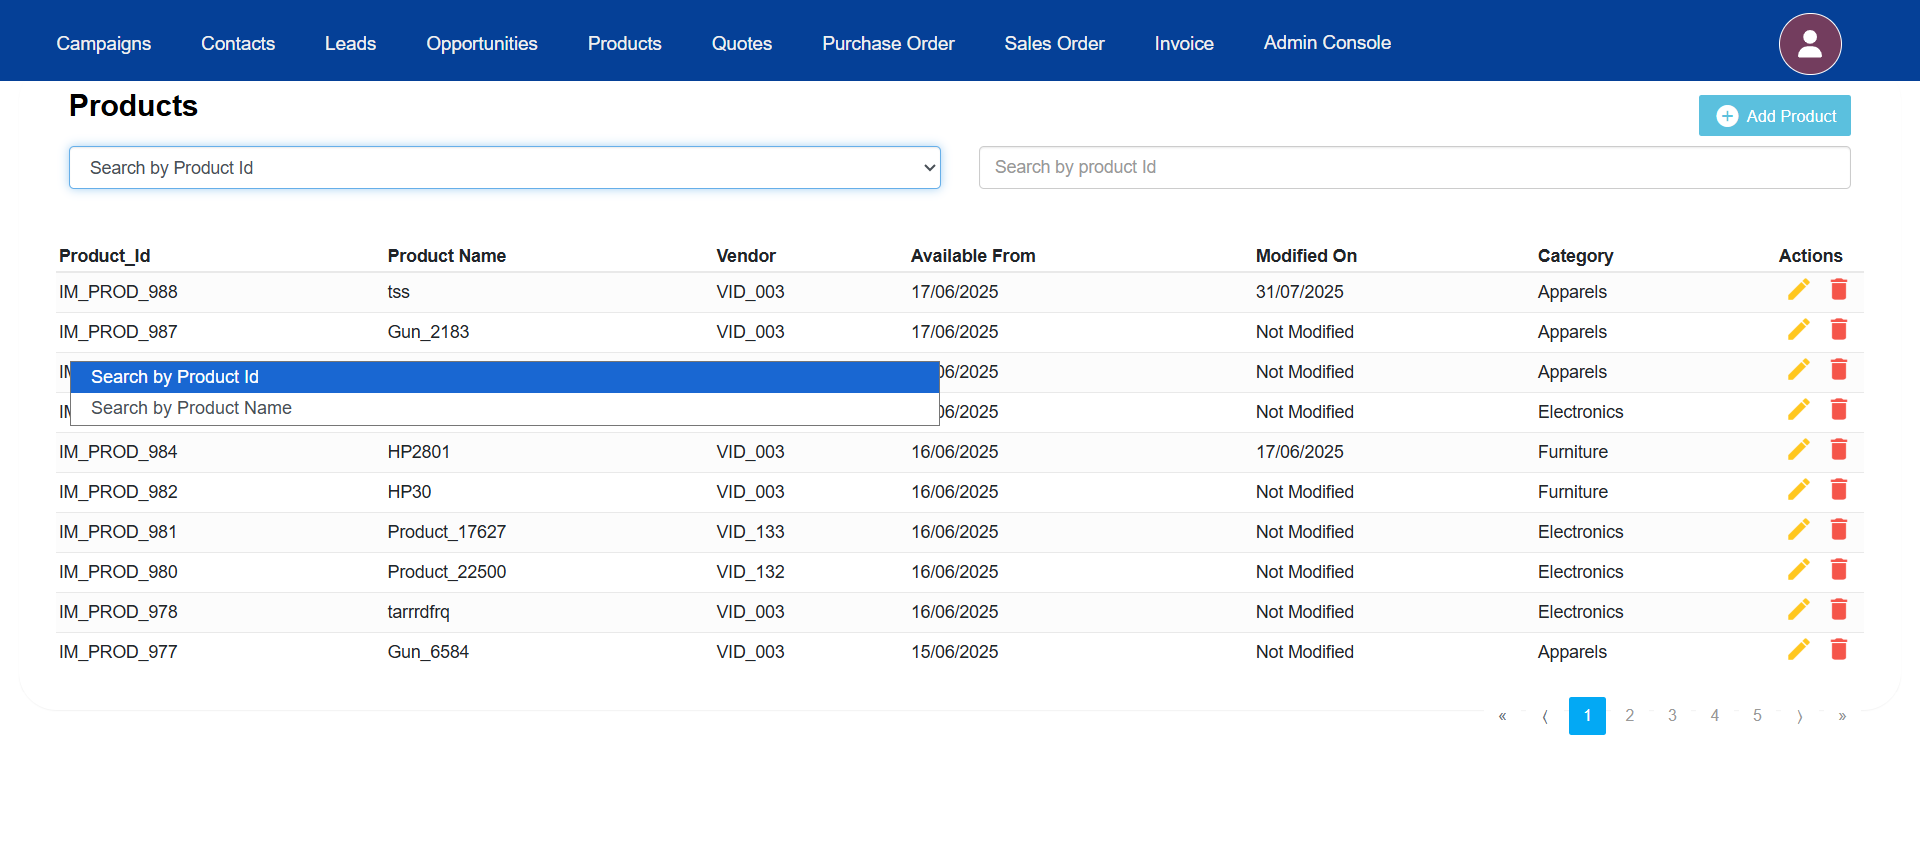 Campaigns Contacts Leads Opportunities Products Quotes Purchase Order Sales Order Invoice Admin Console
Products
Add Product
Search by Product Id
Search by product Id
Product_Id Product Name Vendor Available From Modified On Category Actions
IM_PROD_988 tss VID_003 17/06/2025 31/07/2025 Apparels
IM_PROD_987 Gun_2183 VID_003 17/06/2025 Not Modified Apparels
06/2025 Not Modified Apparels
Search by Product Id
Search by Product Name
06/2025 Not Modified Electronics
IM_PROD_984 HP2801 VID_003 16/06/2025 17/06/2025 Furniture
IM_PROD_982 HP30 VID_003 16/06/2025 Not Modified Furniture
IM_PROD_981 Product_17627 VID_133 16/06/2025 Not Modified Electronics
IM_PROD_980 Product_22500 VID_132 16/06/2025 Not Modified Electronics
IM_PROD_978 tarrrdfrq VID_003 16/06/2025 Not Modified Electronics
IM_PROD_977 Gun_6584 VID_003 15/06/2025 Not Modified Apparels
« ⟨ 1 2 3 4 5 ⟩ »